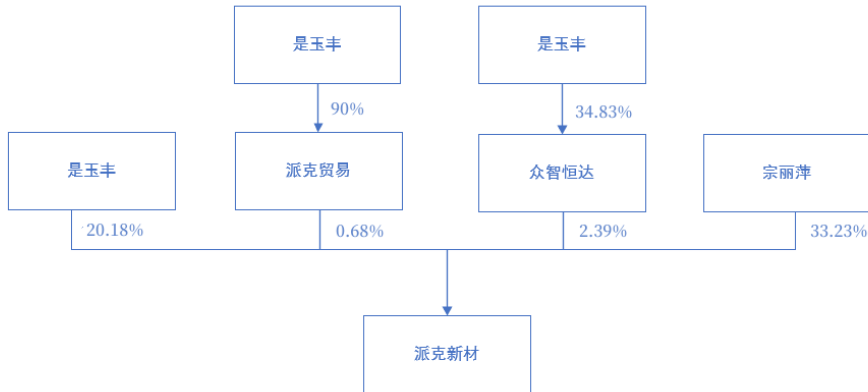 是玉丰
是玉丰
90%
34.83%
是玉丰
派克贸易
众智恒达
宗丽萍
20.18%
0.68%
2.39%
33.23%
派克新材